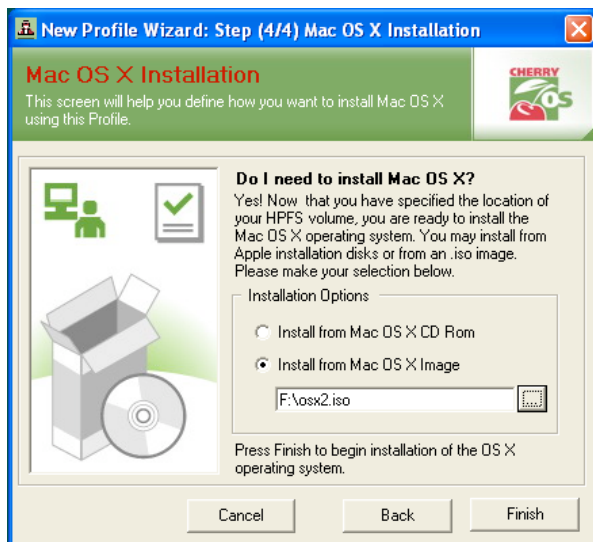 New Profile Wizard: Step (4/4) Mac OS X Installation
Mac OS X Installation
This screen will help you define how you want to install Mac OS X
using this Profile.
CHERRY
OS
Do I need to install Mac OS X?
Yes! Now that you have specified the location of
your HPFS volume, you are ready to install the
Mac OS X operating system. You may install from
Apple installation disks or from an .iso image.
Please make your selection below.
Installation Options
Install from Mac OS X CD Rom
Install from Mac OS X Image
F:\osx2.iso
...
Press Finish to begin installation of the OS X
operating system.
Cancel
Back
Finish